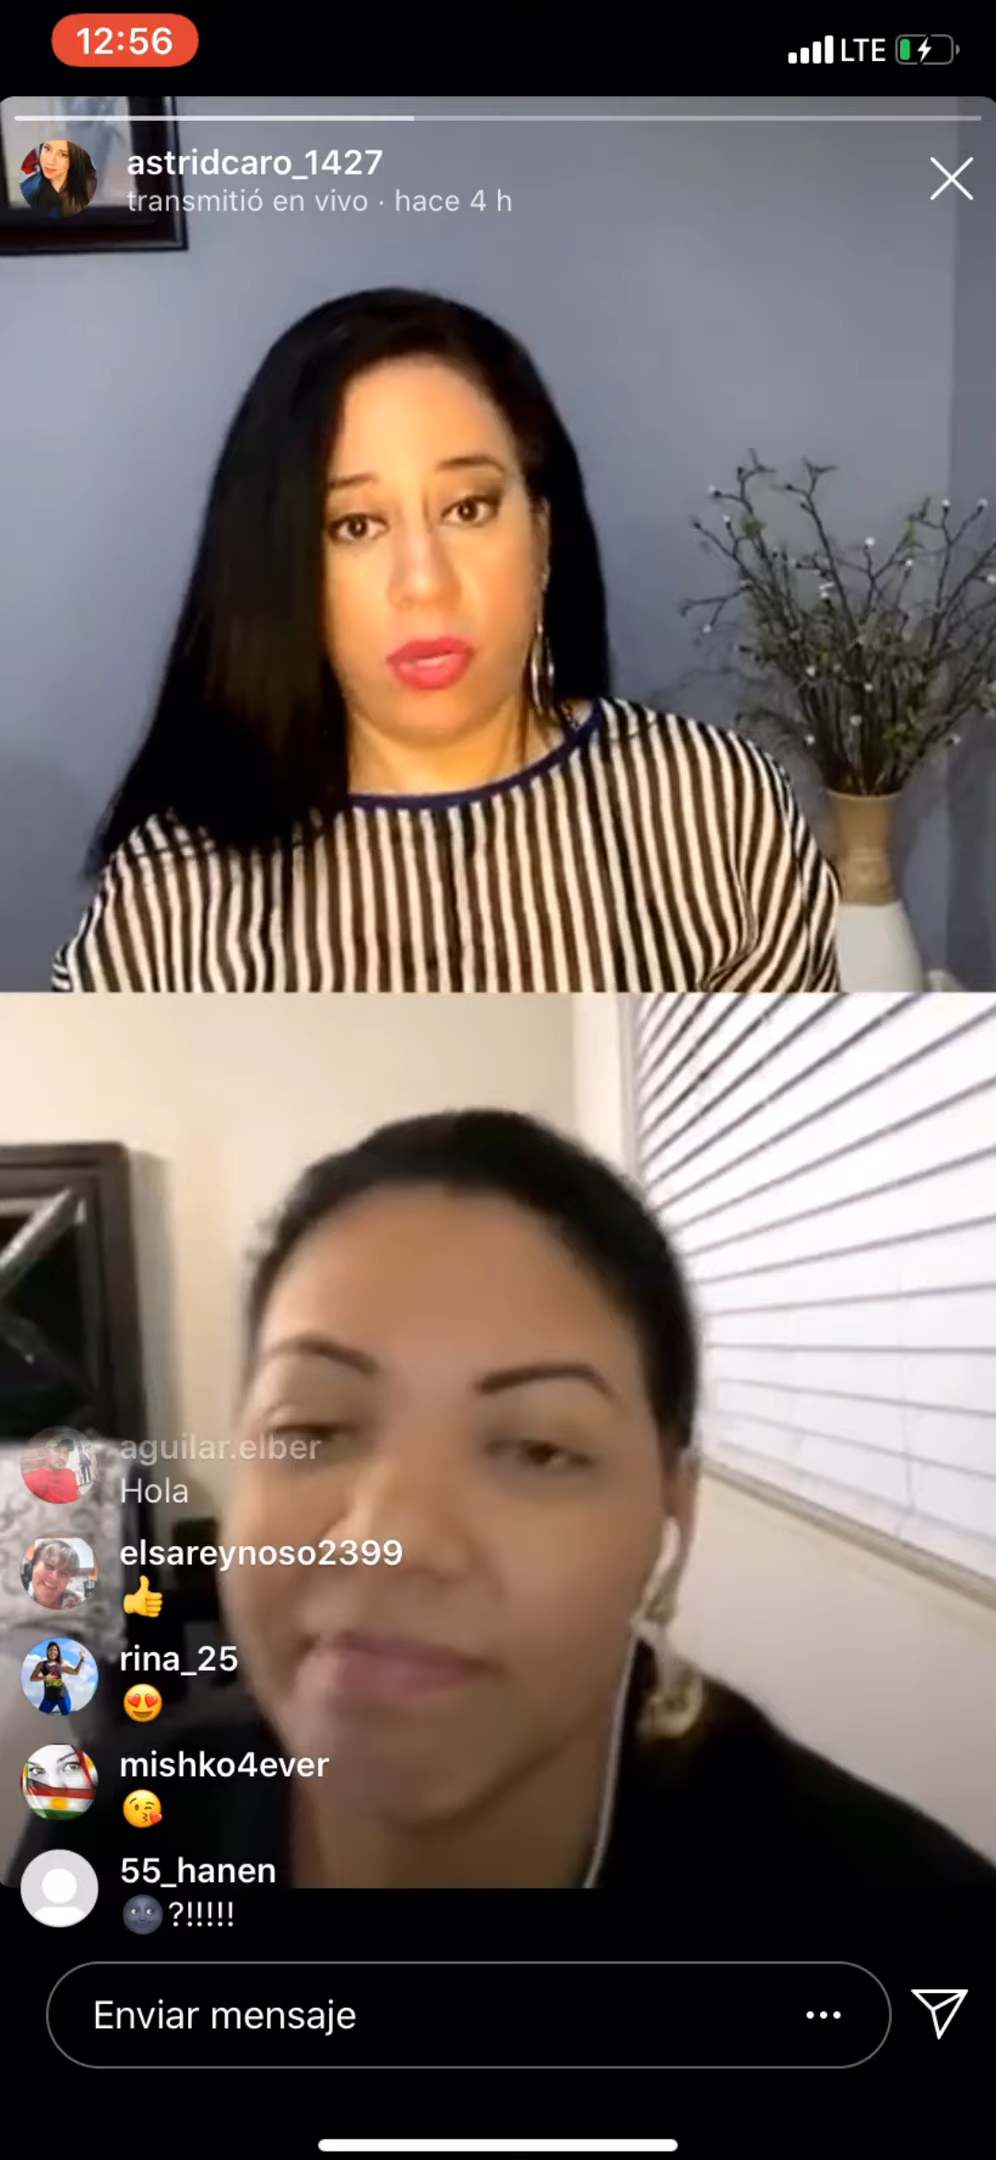 12:56
LTE
astridcaro_1427
transmitió en vivo · hace 4 h
aguilar.elber
Hola
elsareynoso2399
👍
rina_25
😍
mishko4ever
😘
55_hanen
🌚?!!!!!
Enviar mensaje